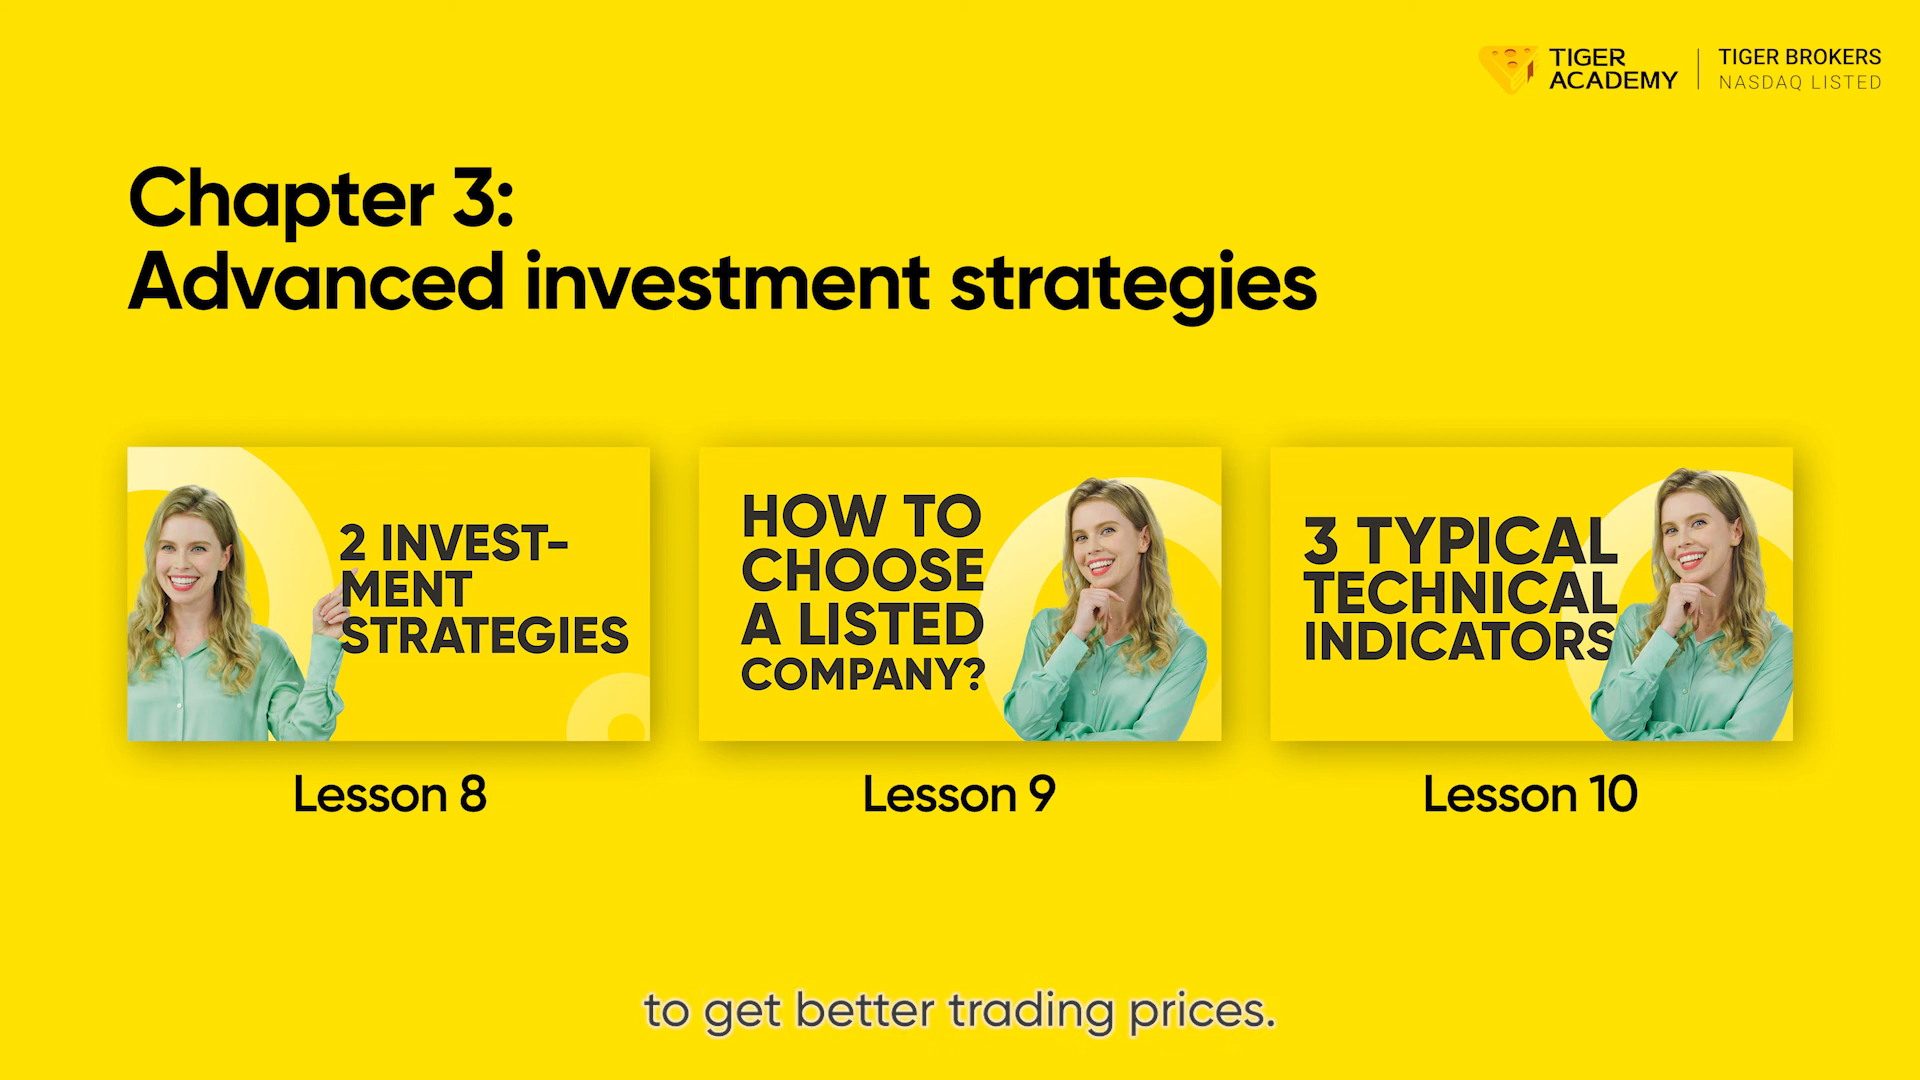 TIGER
ACADEMY
TIGER BROKERS
NASDAQ LISTED
Chapter 3:
Advanced investment strategies
2 INVEST-
MENT
STRATEGIES
HOW TO
CHOOSE
A LISTED
COMPANY?
3 TYPICAL
TECHNICAL
INDICATORS
Lesson 8
Lesson 9
Lesson 10
to get better trading prices.